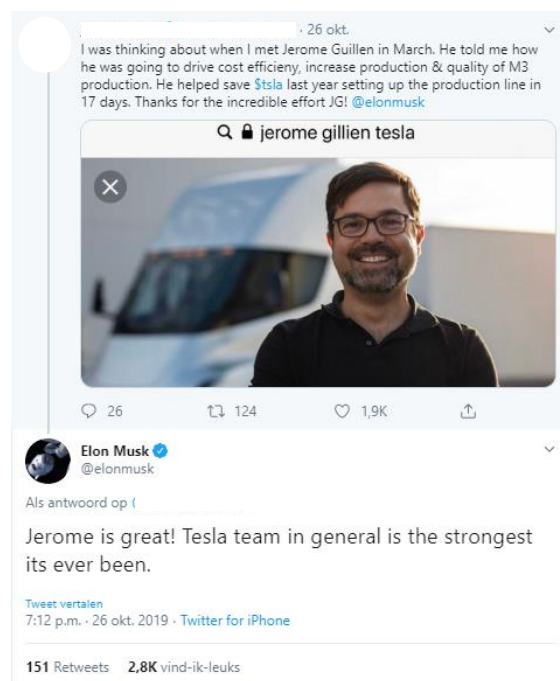 · 26 okt.
I was thinking about when I met Jerome Guillen in March. He told me how
he was going to drive cost efficieny, increase production & quality of M3
production. He helped save $tsla last year setting up the production line in
17 days. Thanks for the incredible effort JG! @elonmusk
jerome gillien tesla
26 124 1,9K
Elon Musk
@elonmusk
Als antwoord op (
Jerome is great! Tesla team in general is the strongest
its ever been.
Tweet vertalen
7:12 p.m. · 26 okt. 2019 · Twitter for iPhone
151 Retweets 2,8K vind-ik-leuks